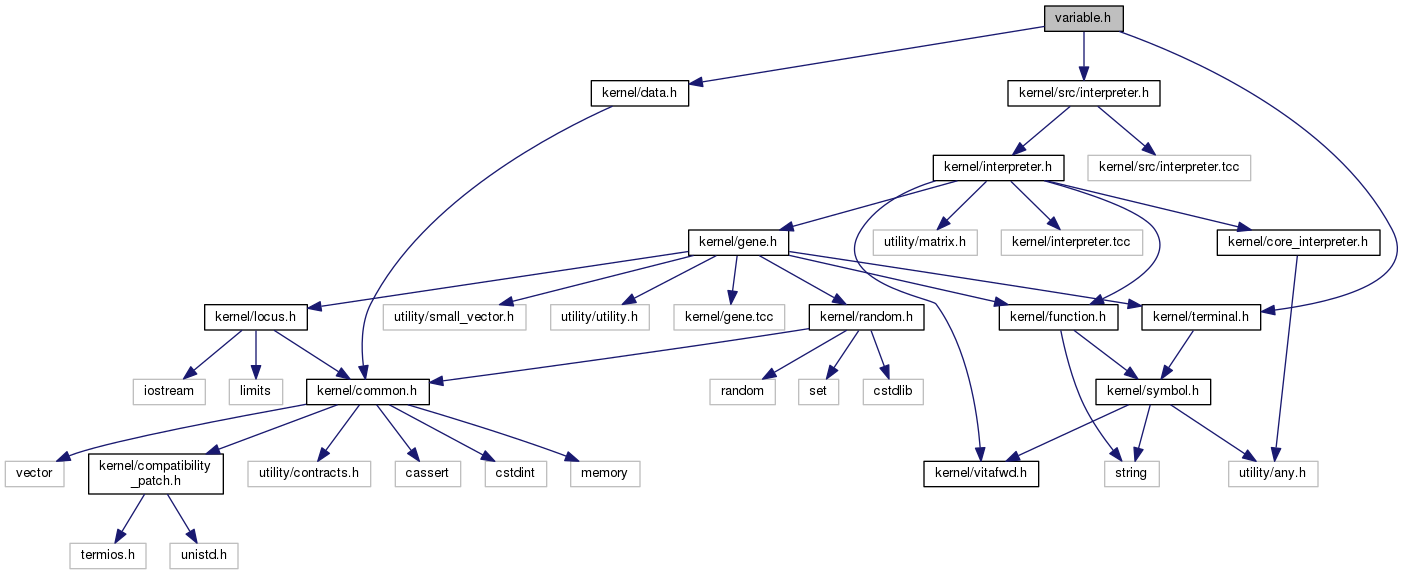 variable.h
kernel/data.h
kernel/src/interpreter.h
kernel/interpreter.h
kernel/src/interpreter.tcc
kernel/gene.h
utility/matrix.h
kernel/interpreter.tcc
kernel/core_interpreter.h
kernel/locus.h
utility/small_vector.h
utility/utility.h
kernel/gene.tcc
kernel/random.h
kernel/function.h
kernel/terminal.h
iostream
limits
kernel/common.h
random
set
cstdlib
kernel/symbol.h
vector
kernel/compatibility
_patch.h
utility/contracts.h
cassert
cstdint
memory
kernel/vitafwd.h
string
utility/any.h
termios.h
unistd.h